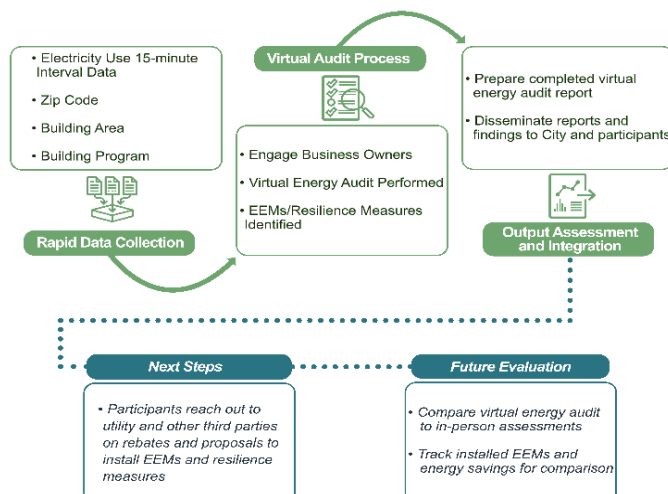 • Electricity Use 15-minute
Interval Data
• Zip Code
• Building Area
• Building Program
Rapid Data Collection
Virtual Audit Process
• Engage Business Owners
• Virtual Energy Audit Performed
• EEMs/Resilience Measures
Identified
• Prepare completed virtual
energy audit report
• Disseminate reports and
findings to City and participants
Output Assessment
and Integration
Next Steps
• Participants reach out to
utility and other third parties
on rebates and proposals to
install EEMs and resilience
measures
Future Evaluation
• Compare virtual energy audit
to in-person assessments
• Track installed EEMs and
energy savings for comparison